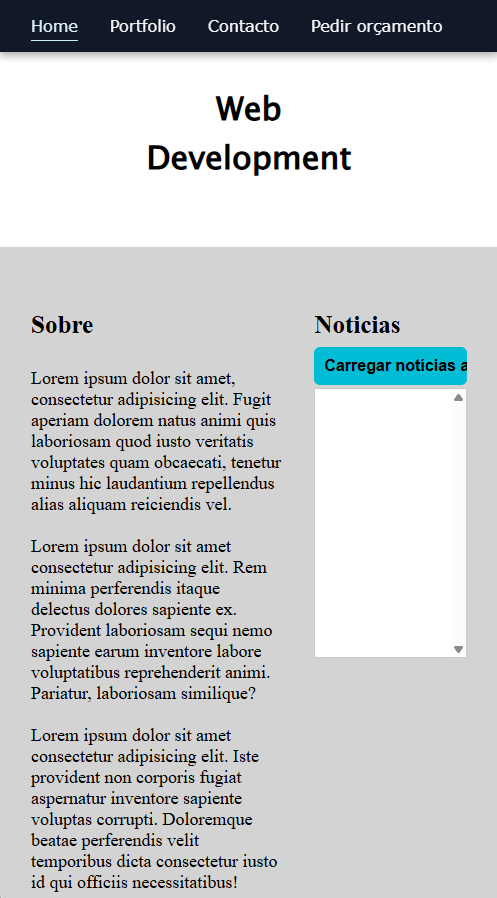 Home Portfolio Contacto Pedir orçamento
Web
Development
Sobre
Lorem ipsum dolor sit amet,
consectetur adipisicing elit. Fugit
aperiam dolorem natus animi quis
laboriosam quod iusto veritatis
voluptates quam obcaecati, tenetur
minus hic laudantium repellendus
alias aliquam reiciendis vel.
Lorem ipsum dolor sit amet
consectetur adipisicing elit. Rem
minima perferendis itaque
delectus dolores sapiente ex.
Provident laboriosam sequi nemo
sapiente earum inventore labore
voluptatibus reprehenderit animi.
Pariatur, laboriosam similique?
Lorem ipsum dolor sit amet
consectetur adipisicing elit. Iste
provident non corporis fugiat
aspernatur inventore sapiente
voluptas corrupti. Doloremque
beatae perferendis velit
temporibus dicta consectetur iusto
id qui officiis necessitatibus!
Noticias
Carregar notícias a